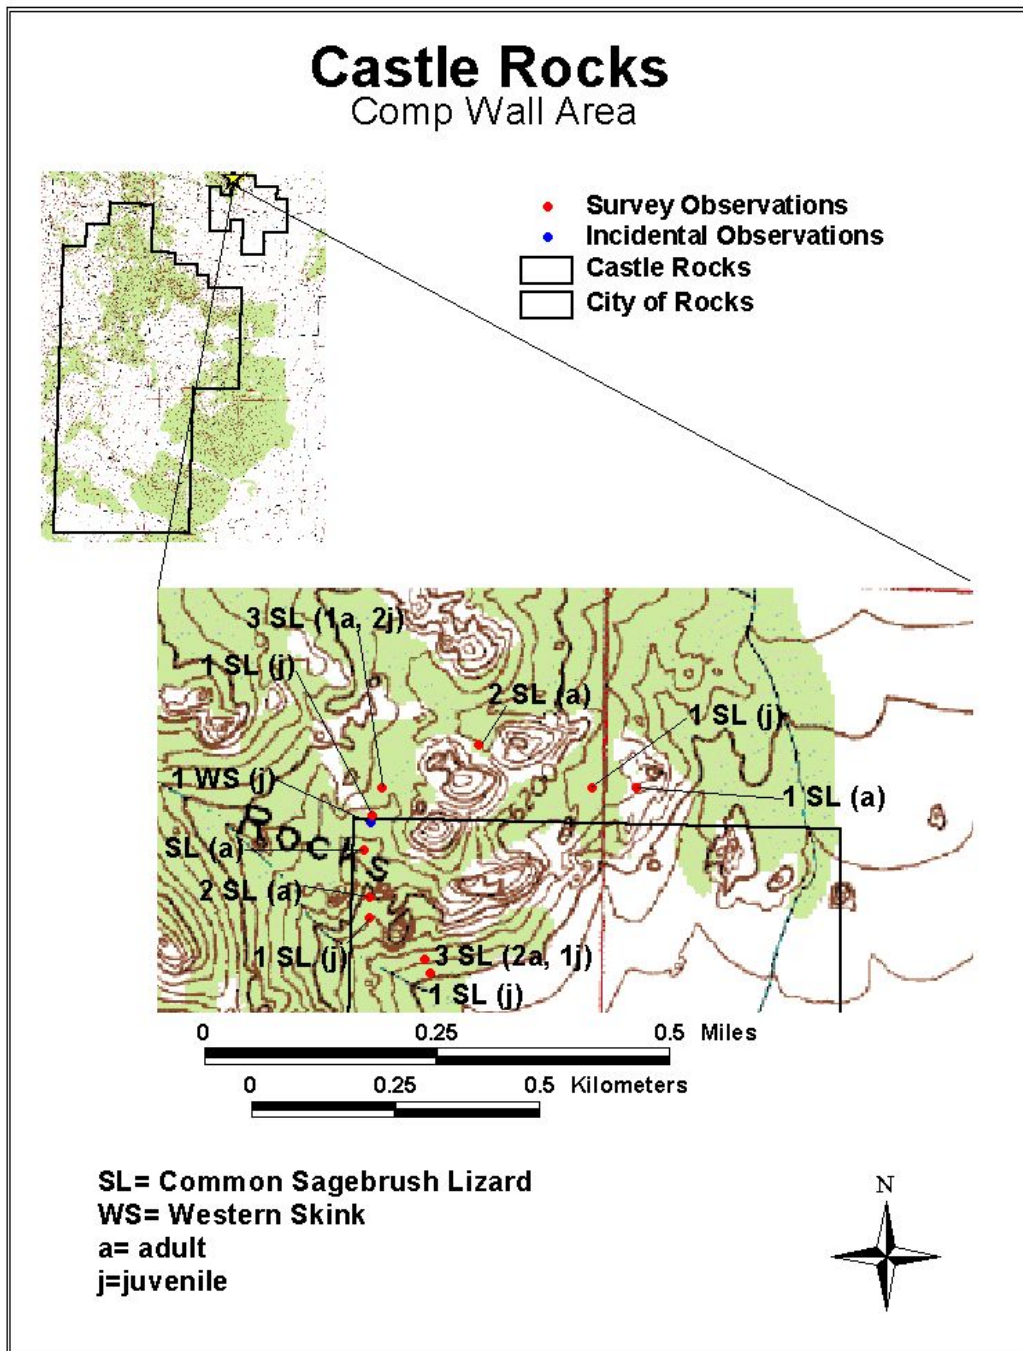 Castle Rocks
Comp Wall Area
Survey Observations
Incidental Observations
Castle Rocks
City of Rocks
3 SL (1a, 2j)
1 SL (j)
2 SL (a)
1 SL (j)
1 WS (j)
1 SL (a)
Rocks
SL (a)
2 SL (a)
1 SL (j)
3 SL (2a, 1j)
1 SL (j)
0 0.25 0.5 Miles
0 0.25 0.5 Kilometers
SL= Common Sagebrush Lizard
WS= Western Skink
a= adult
j=juvenile
N